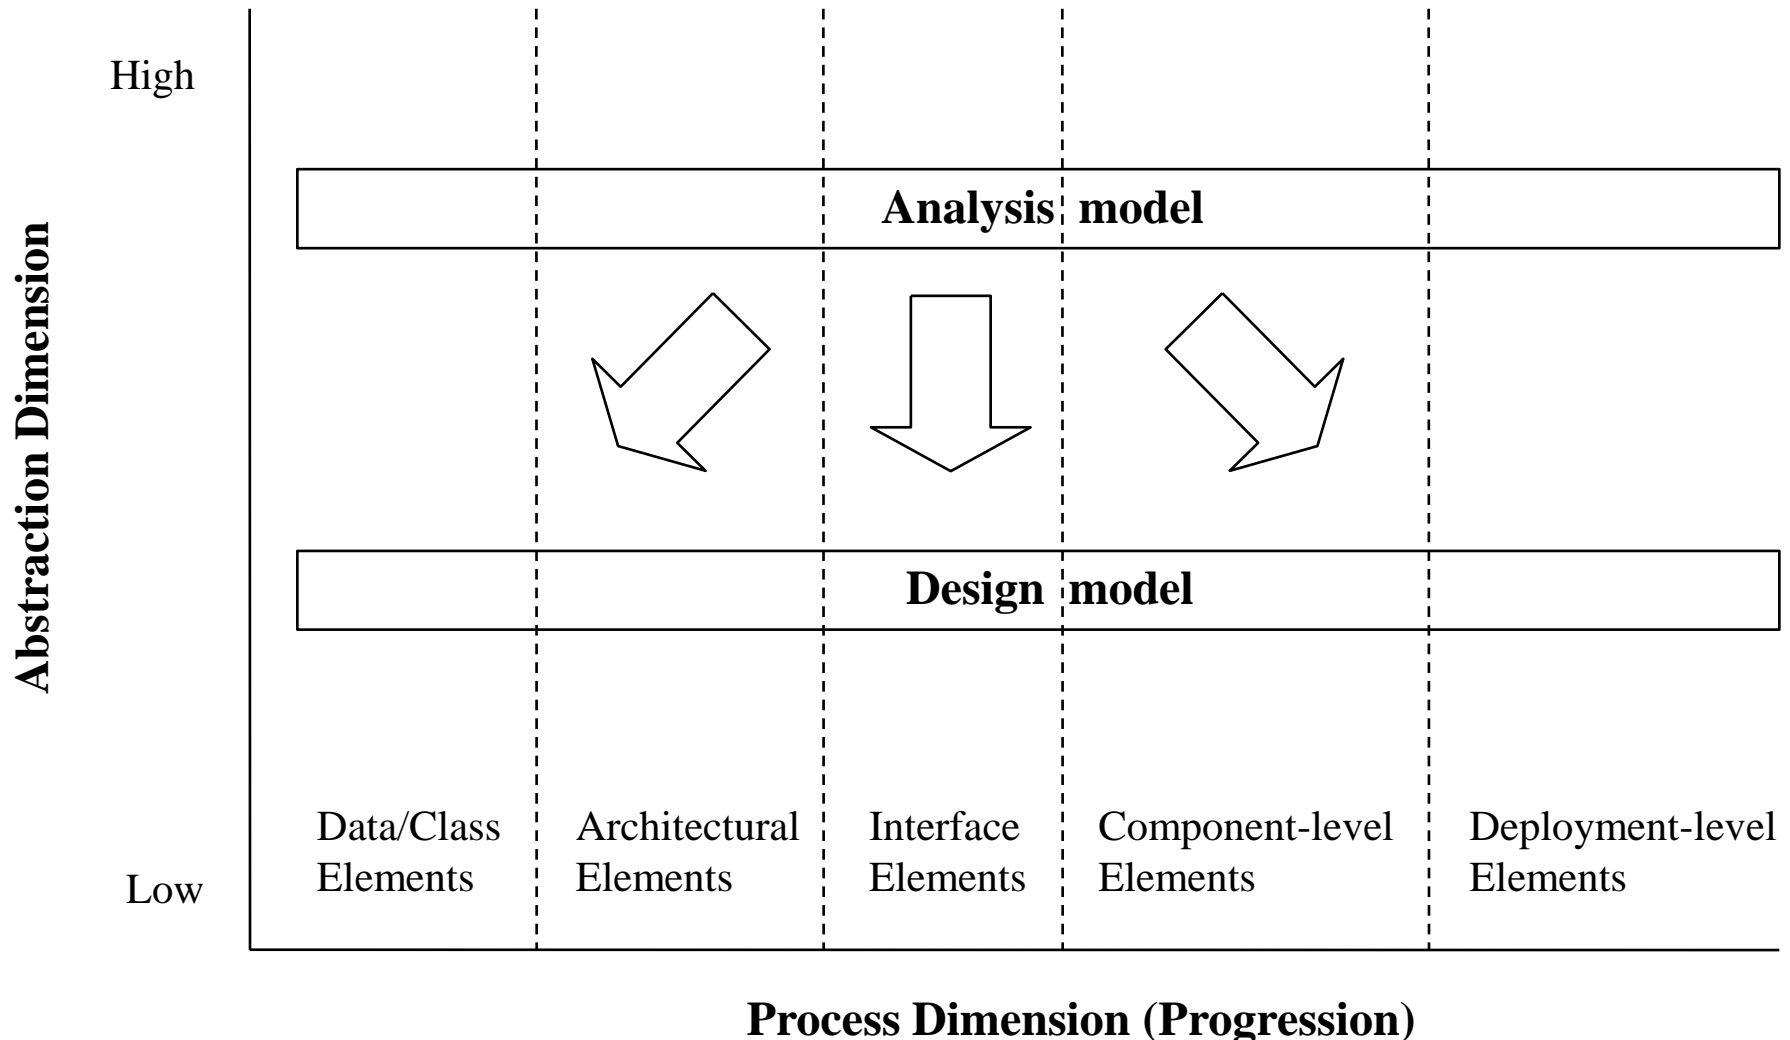 High
Analysis model
Abstraction Dimension
Design model
Data/Class
Elements
Architectural
Elements
Interface
Elements
Component-level
Elements
Deployment-level
Elements
Low
Process Dimension (Progression)